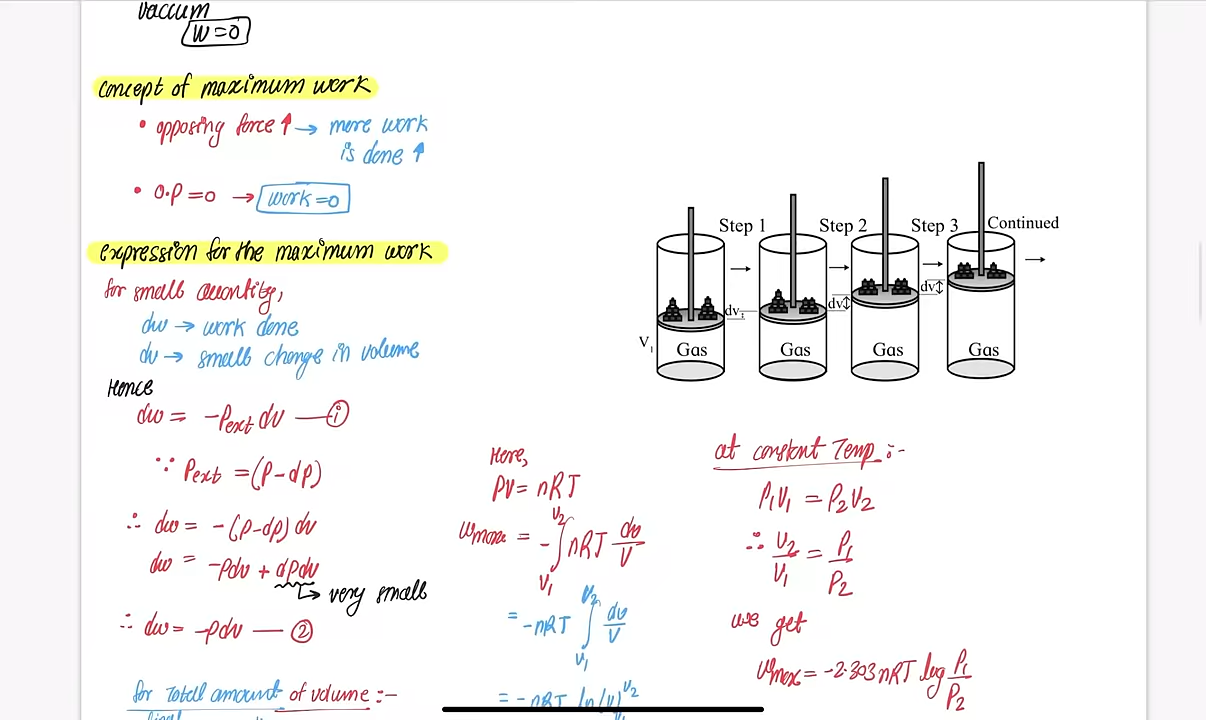 vaccum
W=0
concept of maximum work
• opposing force ↑ → more work
is done ↑
• O.P=0 → work=0
expression for the maximum work
for small quantity,
dw → work done
dv → small change in volume
Hence
dw = -Pext dv — ①
∵ Pext = (P-dP)
∴ dw = -(P-dp) dv
dw = -Pdv + dpdv
↳ very small
∴ dw = -Pdv — ②
for total amount of volume :-
Step 1 Step 2 Step 3 Continued
dv1 dv dv
V1 Gas Gas Gas Gas
Here,
PV = nRT
Wmax = -∫V1V2 nRT dv/V
= -nRT ∫V1V2 dv/V
= -nRT ln(V)V1V2
at constant Temp :-
P1V1 = P2V2
∴ V2/V1 = P1/P2
we get
Wmax = -2.303 nRT log P1/P2